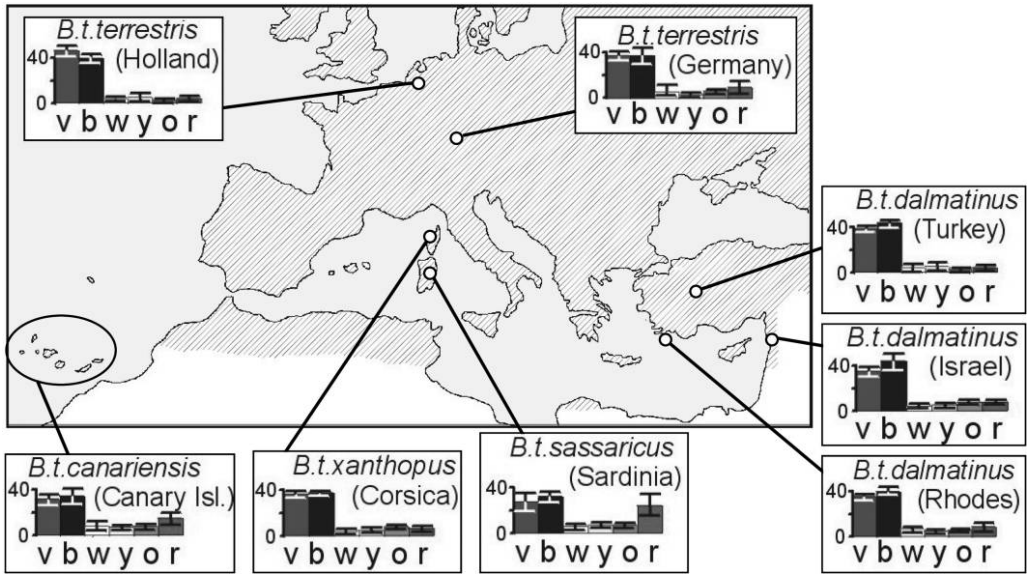 B.t.terrestris
(Holland)
40
0
v b w y o r
B.t.terrestris
(Germany)
40
0
v b w y o r
B.t.dalmatinus
(Turkey)
40
0
v b w y o r
B.t.dalmatinus
(Israel)
40
0
v b w y o r
B.t.canariensis
(Canary Isl.)
40
0
v b w y o r
B.t.xanthopus
(Corsica)
40
0
v b w y o r
B.t.sassaricus
(Sardinia)
40
0
v b w y o r
B.t.dalmatinus
(Rhodes)
40
0
v b w y o r